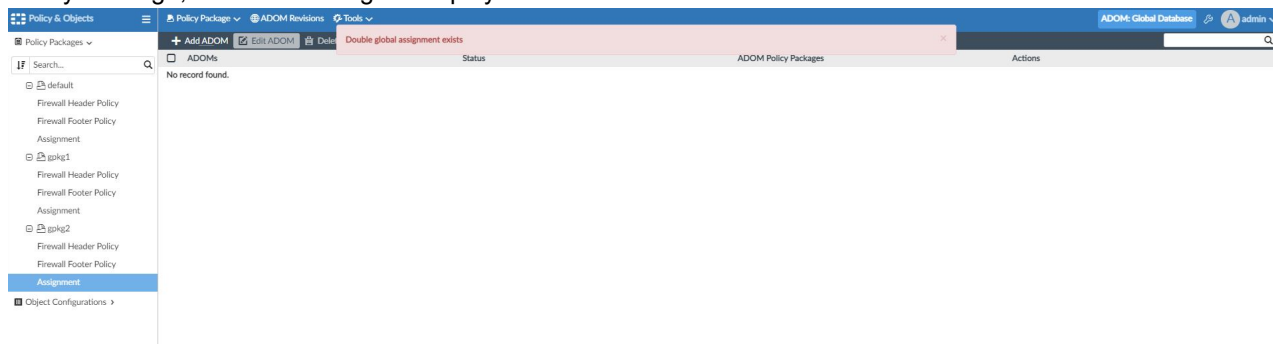 Policy & Objects
Policy Package ADOM Revisions Tools ADOM: Global Database A admin
Policy Packages
+ Add ADOM Edit ADOM Double global assignment exists
Search...
ADOMs Status ADOM Policy Packages Actions
No record found.
default
Firewall Header Policy
Firewall Footer Policy
Assignment
gpkg1
Firewall Header Policy
Firewall Footer Policy
Assignment
gpkg2
Firewall Header Policy
Firewall Footer Policy
Assignment
Object Configurations